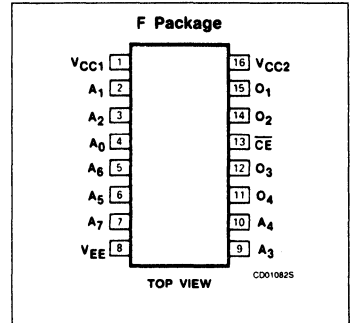 F Package
VCC1 1 16 VCC2
A1 2 15 O1
A2 3 14 O2
A0 4 13 CE
A6 5 12 O3
A5 6 11 O4
A7 7 10 A4
VEE 8 9 A3
CD01082S
TOP VIEW